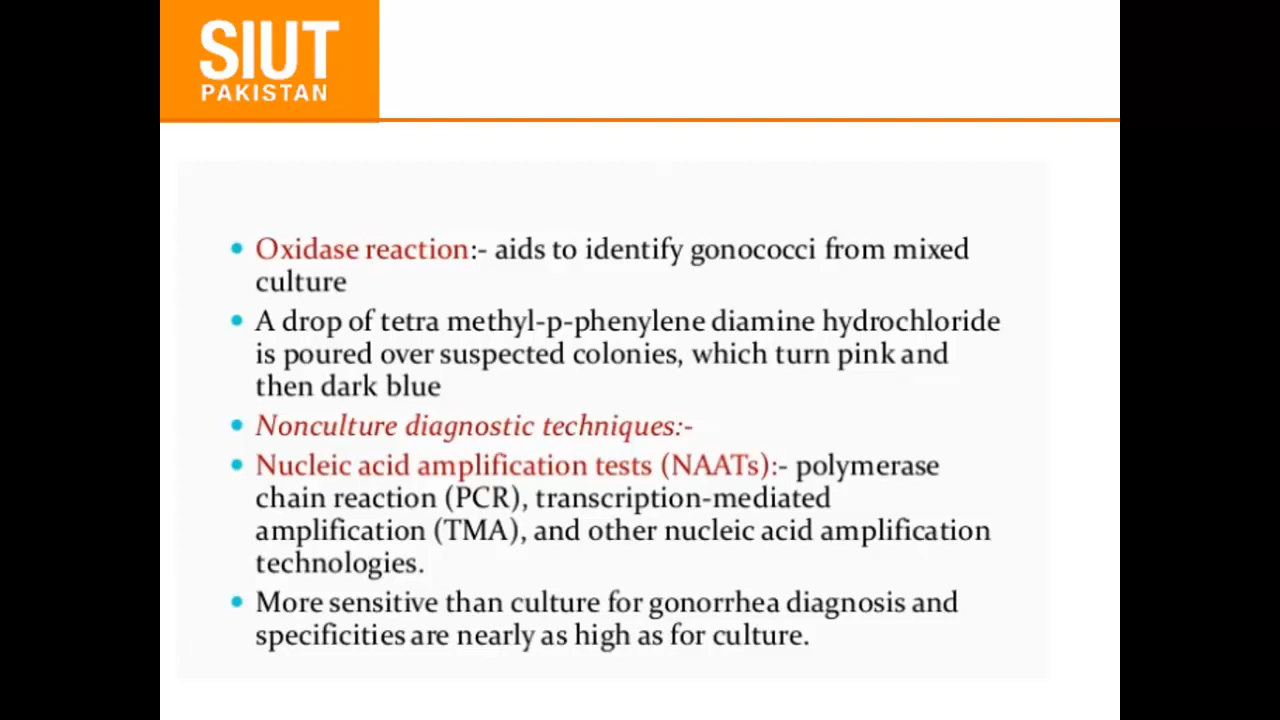 SIUT
PAKISTAN
• Oxidase reaction:- aids to identify gonococci from mixed
culture
• A drop of tetra methyl-p-phenylene diamine hydrochloride
is poured over suspected colonies, which turn pink and
then dark blue
• Nonculture diagnostic techniques:-
• Nucleic acid amplification tests (NAATs):- polymerase
chain reaction (PCR), transcription-mediated
amplification (TMA), and other nucleic acid amplification
technologies.
• More sensitive than culture for gonorrhea diagnosis and
specificities are nearly as high as for culture.